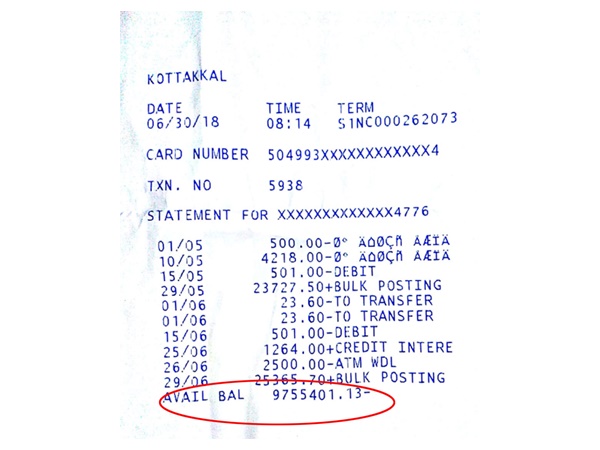 KOTTAKKAL
DATE TIME TERM
06/30/18 08:14 S1NC000262073
CARD NUMBER 504993XXXXXXXXXXXX4
TXN. NO 5938
STATEMENT FOR XXXXXXXXXXXXX4776
01/05 500.00-
10/05 4218.00-
15/05 501.00-DEBIT
29/05 23727.50+BULK POSTING
01/06 23.60-TO TRANSFER
01/06 23.60-TO TRANSFER
15/06 501.00-DEBIT
25/06 1264.00+CREDIT INTERE
26/06 2500.00-ATM WDL
29/06 25365.70+BULK POSTING
AVAIL BAL 9755401.13-